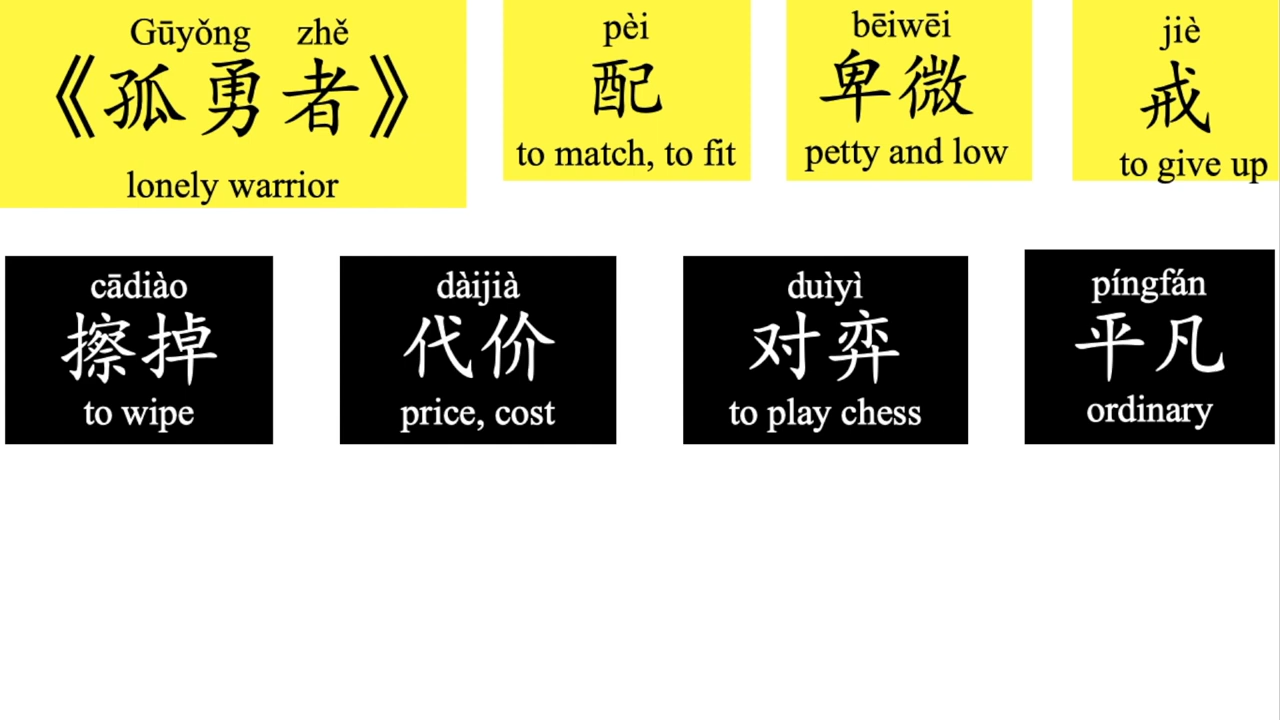 Gūyǒng zhě
《孤勇者》
lonely warrior
pèi
配
to match, to fit
bēiwēi
卑微
petty and low
jiè
戒
to give up
cādiào
擦掉
to wipe
dàijià
代价
price, cost
duìyì
对弈
to play chess
píngfán
平凡
ordinary